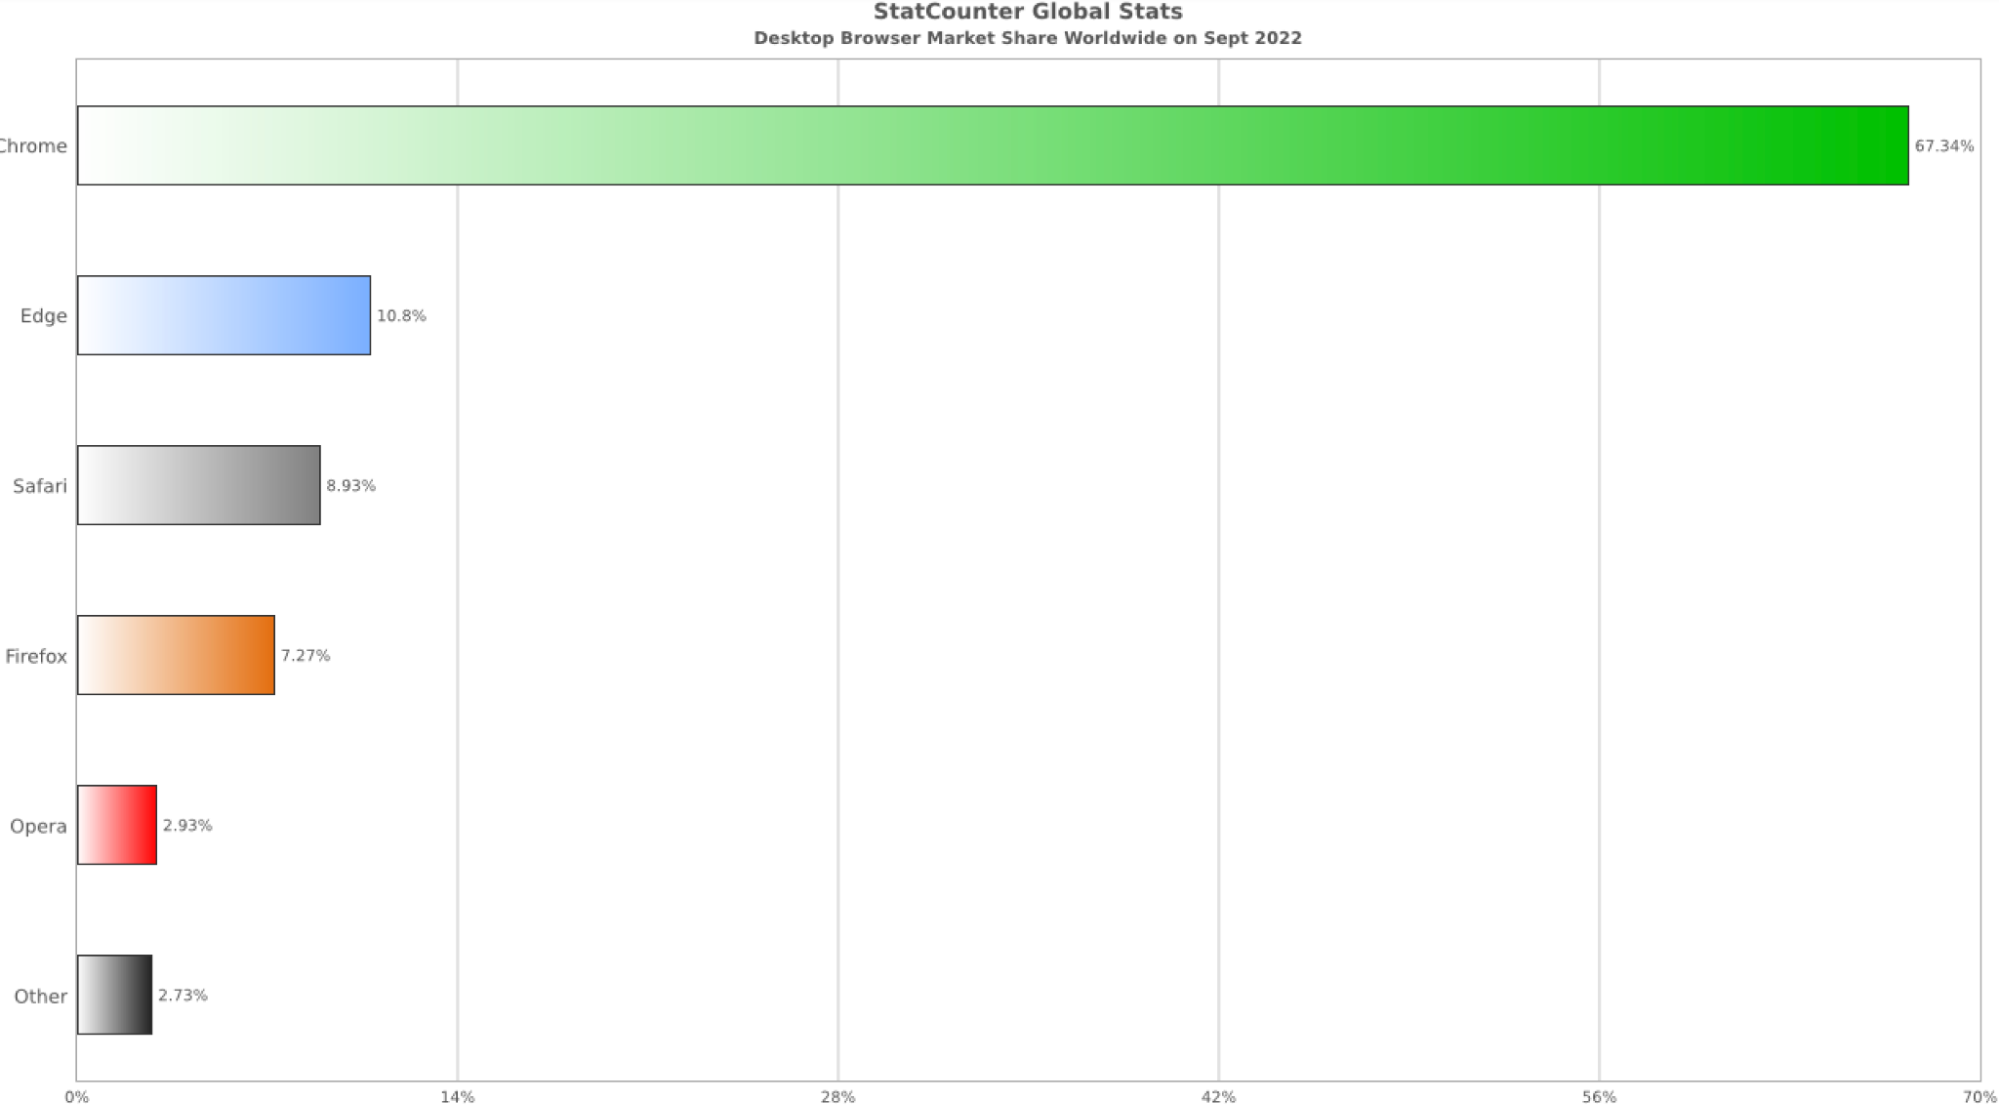 StatCounter Global Stats
Desktop Browser Market Share Worldwide on Sept 2022
Chrome 67.34%
Edge 10.8%
Safari 8.93%
Firefox 7.27%
Opera 2.93%
Other 2.73%
0% 14% 28% 42% 56% 70%